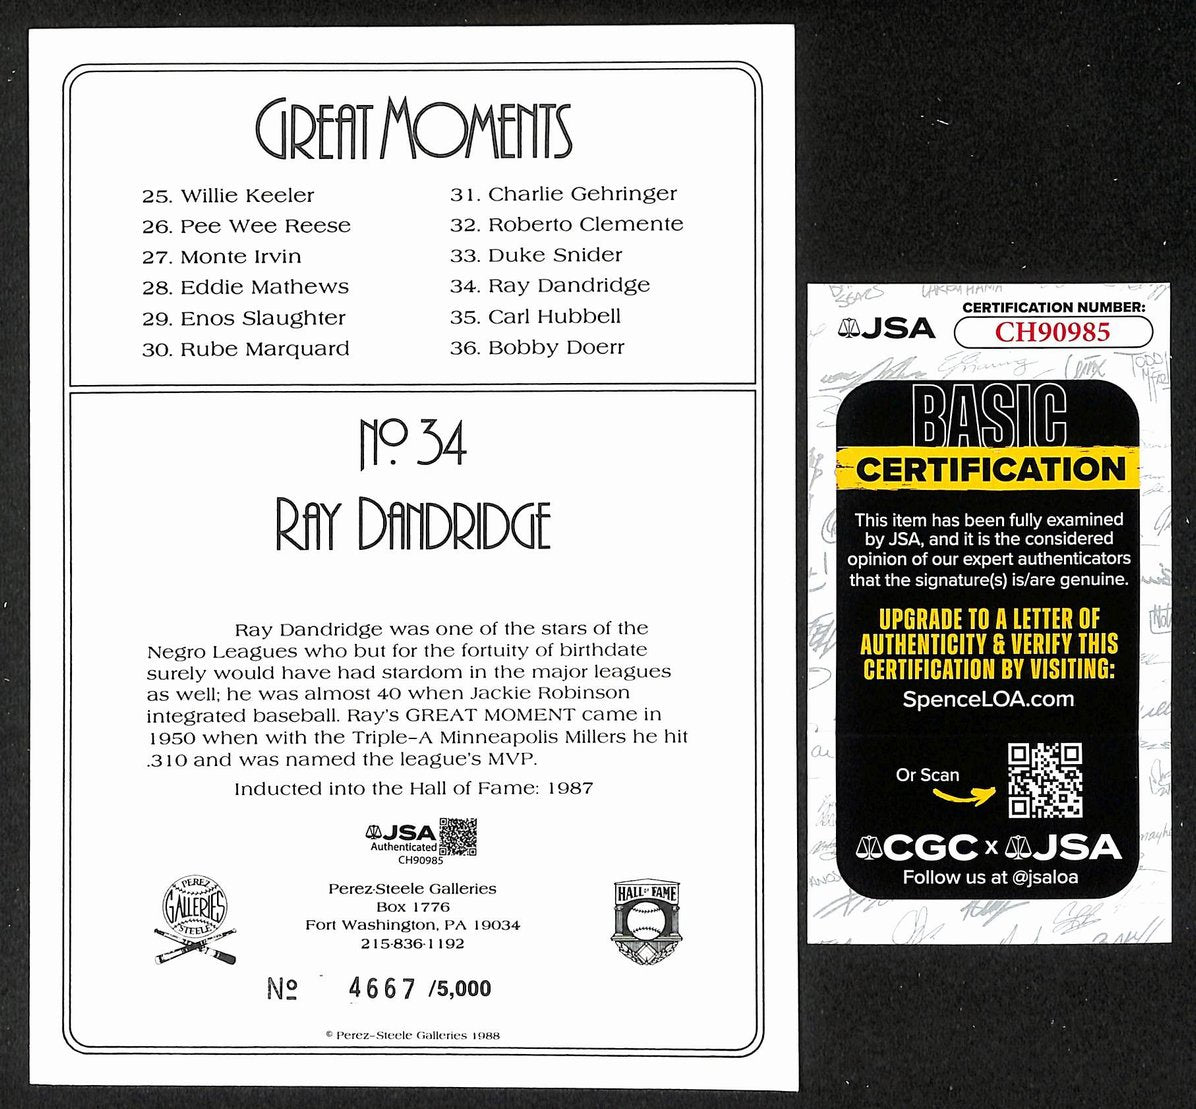 GREAT MOMENTS
25. Willie Keeler
26. Pee Wee Reese
27. Monte Irvin
28. Eddie Mathews
29. Enos Slaughter
30. Rube Marquard
31. Charlie Gehringer
32. Roberto Clemente
33. Duke Snider
34. Ray Dandridge
35. Carl Hubbell
36. Bobby Doerr
Nº. 34
RAY DANDRIDGE
Ray Dandridge was one of the stars of the
Negro Leagues who but for the fortuity of birthdate
surely would have had stardom in the major leagues
as well; he was almost 40 when Jackie Robinson
integrated baseball. Ray's GREAT MOMENT came in
1950 when with the Triple-A Minneapolis Millers he hit
.310 and was named the league's MVP.
Inducted into the Hall of Fame: 1987
JSA
Authenticated
CH90985
PEREZ
GALLERIES
STEELE
Perez-Steele Galleries
Box 1776
Fort Washington, PA 19034
215-836-1192
HALL OF FAME
Nº 4667 /5,000
© Perez-Steele Galleries 1988
JSA
CERTIFICATION NUMBER:
CH90985
BASIC
CERTIFICATION
This item has been fully examined
by JSA, and it is the considered
opinion of our expert authenticators
that the signature(s) is/are genuine.
UPGRADE TO A LETTER OF
AUTHENTICITY & VERIFY THIS
CERTIFICATION BY VISITING:
SpenceLOA.com
Or Scan
CGC x JSA
Follow us at @jsaloa